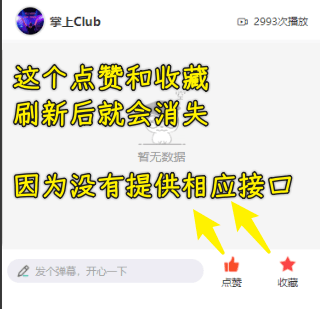 掌上Club
2993次播放
这个点赞和收藏
刷新后就会消失
暂无数据
因为没有提供相应接口
发个弹幕，开心一下
点赞
收藏